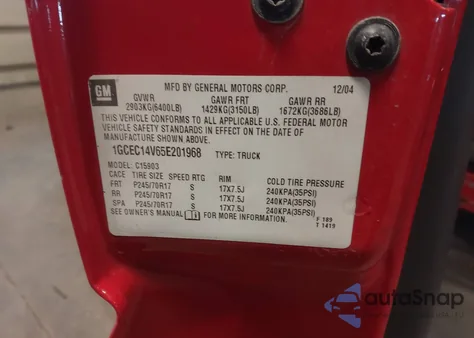 GM
MFD BY GENERAL MOTORS CORP. 12/04
GVWR GAWR FRT GAWR RR
2903KG(6400LB) 1429KG(3150LB) 1672KG(3686LB)
THIS VEHICLE CONFORMS TO ALL APPLICABLE U.S. FEDERAL MOTOR
VEHICLE SAFETY STANDARDS IN EFFECT ON THE DATE OF
MANUFACTURE SHOWN ABOVE.
1GCEC14V65E201968 TYPE: TRUCK
MODEL: C15903
CACE TIRE SIZE SPEED RTG RIM COLD TIRE PRESSURE
FRT P245/70R17 S 17X7.5J 240KPA(35PSI)
RR P245/70R17 S 17X7.5J 240KPA(35PSI)
SPA P245/70R17 S 17X7.5J 240KPA(35PSI)
SEE OWNER'S MANUAL FOR MORE INFORMATION. F 189
T 1419
autoSnap